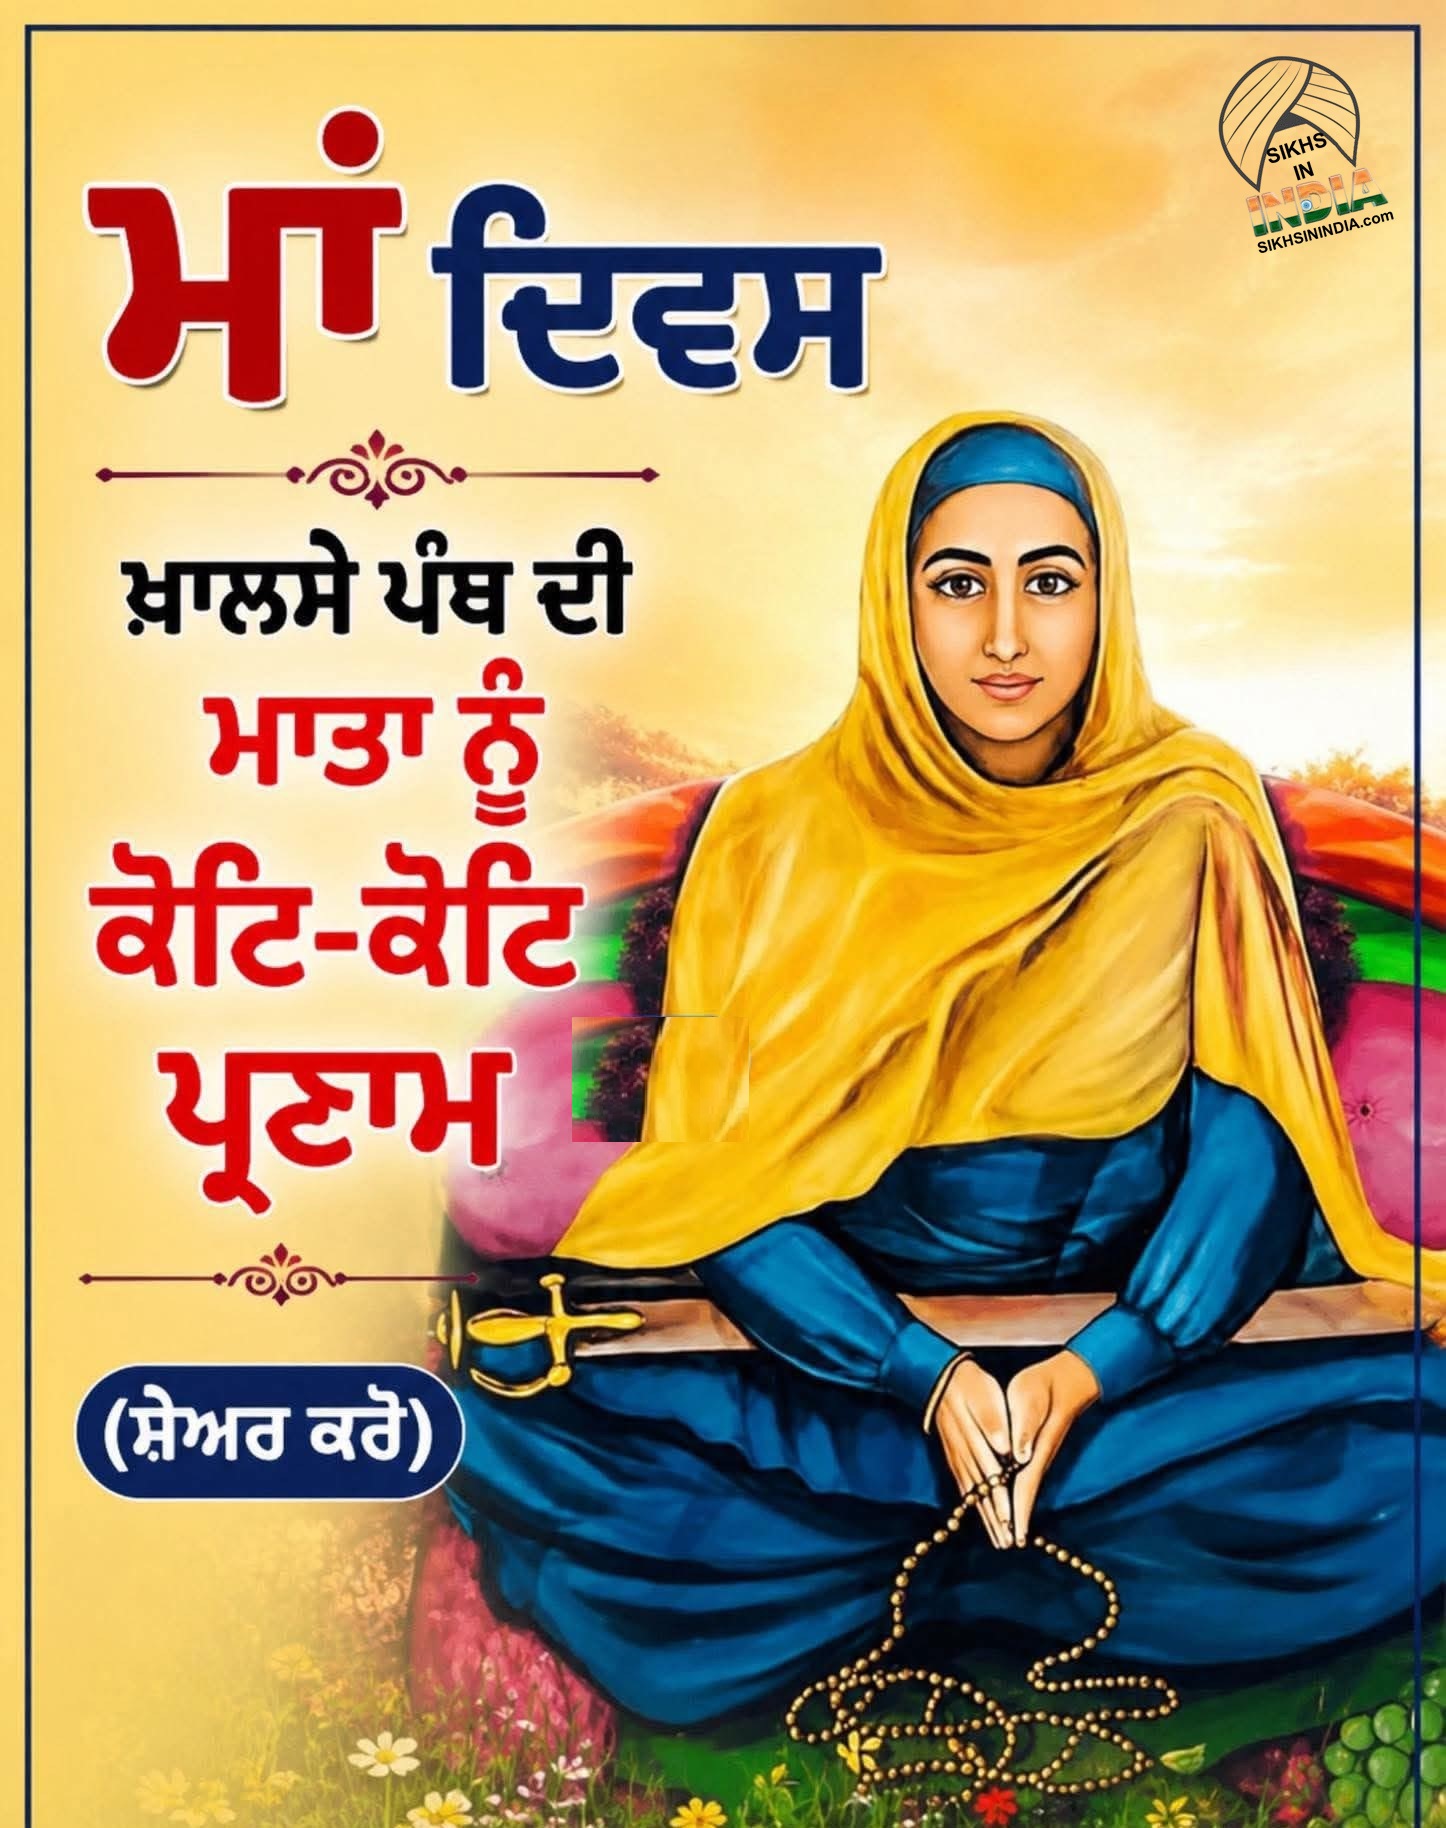 ਮਾਂ ਦਿਵਸ
ਖ਼ਾਲਸੇ ਪੰਥ ਦੀ
ਮਾਤਾ ਨੂੰ
ਕੋਟਿ-ਕੋਟਿ
ਪ੍ਰਣਾਮ
(ਸ਼ੇਅਰ ਕਰੋ)
SIKHS
IN
INDIA
SIKHSININDIA.com